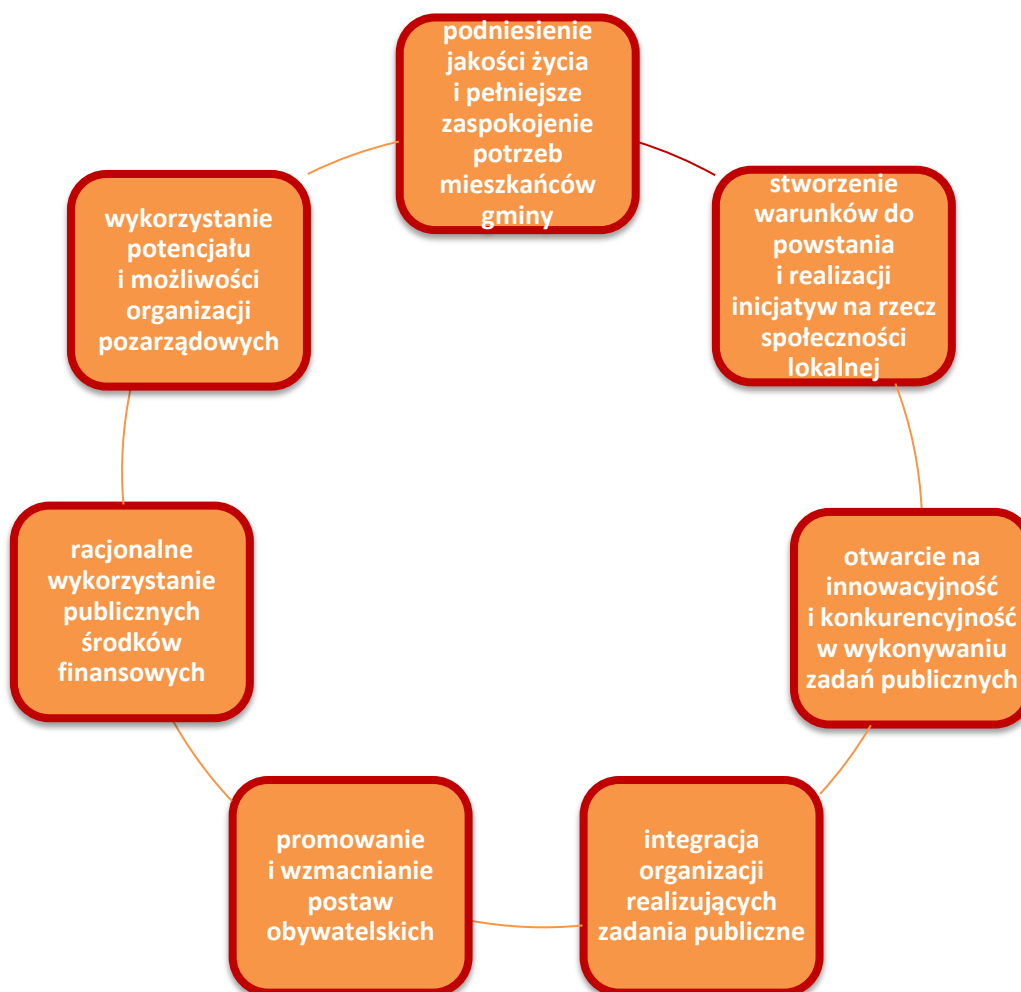 podniesienie
jakości życia
i pełniejsze
zaspokojenie
potrzeb
mieszkańców
gminy
stworzenie
warunków do
powstania
i realizacji
inicjatyw na rzecz
społeczności
lokalnej
otwarcie na
innowacyjność
i konkurencyjność
w wykonywaniu
zadań publicznych
integracja
organizacji
realizujących
zadania publiczne
promowanie
i wzmacnianie
postaw
obywatelskich
racjonalne
wykorzystanie
publicznych
środków
finansowych
wykorzystanie
potencjału
i możliwości
organizacji
pozarządowych